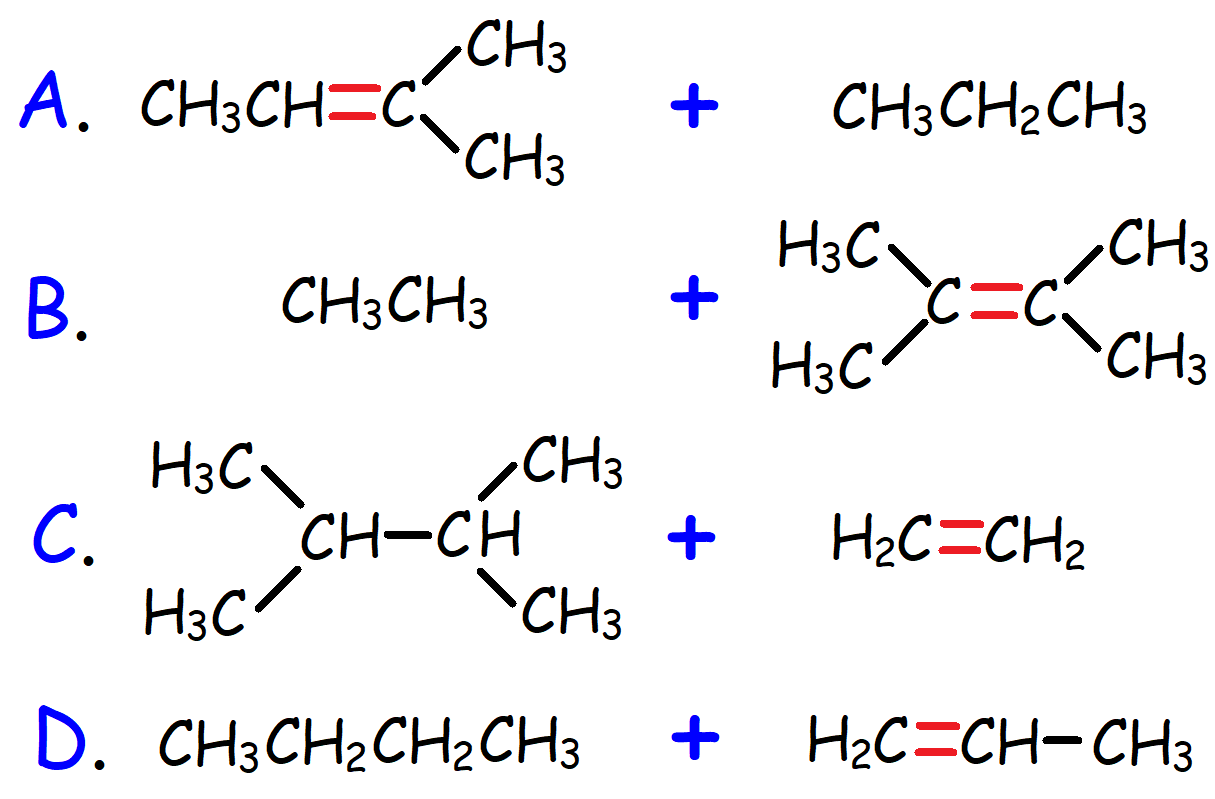 A. CH3CH=C(CH3)CH3 + CH3CH2CH3
B. CH3CH3 + H3C H3C C=C CH3 CH3
C. H3C H3C CH—CH CH3 CH3 + H2C=CH2
D. CH3CH2CH2CH3 + H2C=CH—CH3